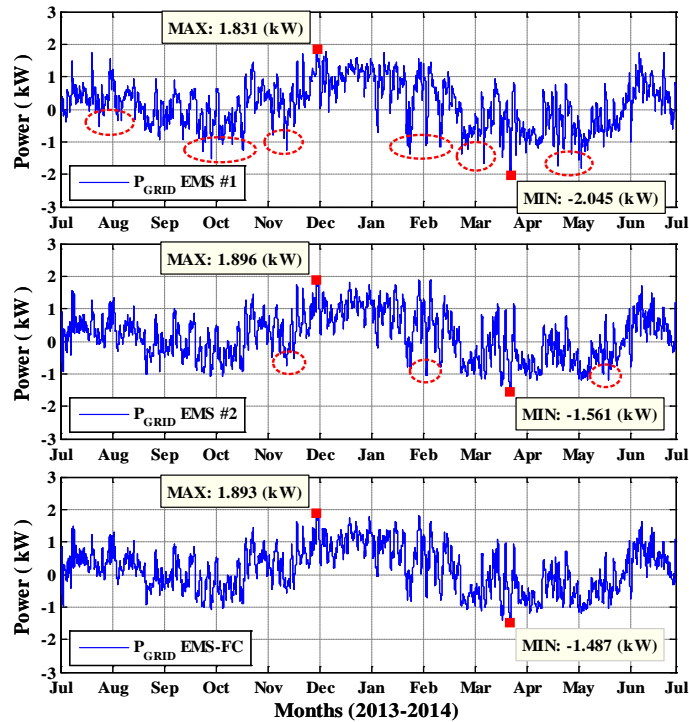 MAX: 1.831 (kW)
3
2
1
0
-1
-2
-3
Power ( kW)
P_GRID EMS #1
MIN: -2.045 (kW)
Jul Aug Sep Oct Nov Dec Jan Feb Mar Apr May Jun Jul
MAX: 1.896 (kW)
3
2
1
0
-1
-2
-3
Power ( kW )
P_GRID EMS #2
MIN: -1.561 (kW)
Jul Aug Sep Oct Nov Dec Jan Feb Mar Apr May Jun Jul
MAX: 1.893 (kW)
3
2
1
0
-1
-2
-3
Power ( kW )
P_GRID EMS-FC
MIN: -1.487 (kW)
Jul Aug Sep Oct Nov Dec Jan Feb Mar Apr May Jun Jul
Months (2013-2014)